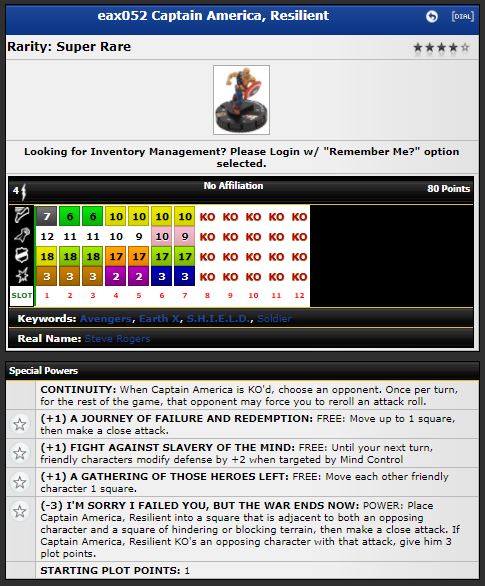 eax052 Captain America, Resilient
[DIAL]
Rarity: Super Rare
Looking for Inventory Management? Please Login w/ "Remember Me?" option
selected.
4 No Affiliation 80 Points
7 6 6 10 10 10 10 KO KO KO KO KO
12 11 11 10 9 10 9 KO KO KO KO KO
18 18 18 17 17 17 17 KO KO KO KO KO
3 3 3 2 2 3 3 KO KO KO KO KO
SLOT 1 2 3 4 5 6 7 8 9 10 11 12
Keywords: Avengers, Earth X, S.H.I.E.L.D., Soldier
Real Name: Steve Rogers
Special Powers
CONTINUITY: When Captain America is KO'd, choose an opponent. Once per turn,
for the rest of the game, that opponent may force you to reroll an attack roll.
(+1) A JOURNEY OF FAILURE AND REDEMPTION: FREE: Move up to 1 square,
then make a close attack.
(+1) FIGHT AGAINST SLAVERY OF THE MIND: FREE: Until your next turn,
friendly characters modify defense by +2 when targeted by Mind Control
(+1) A GATHERING OF THOSE HEROES LEFT: FREE: Move each other friendly
character 1 square.
(-3) I'M SORRY I FAILED YOU, BUT THE WAR ENDS NOW: POWER: Place
Captain America, Resilient into a square that is adjacent to both an opposing
character and a square of hindering or blocking terrain, then make a close attack. If
Captain America, Resilient KO's an opposing character with that attack, give him 3
plot points.
STARTING PLOT POINTS: 1